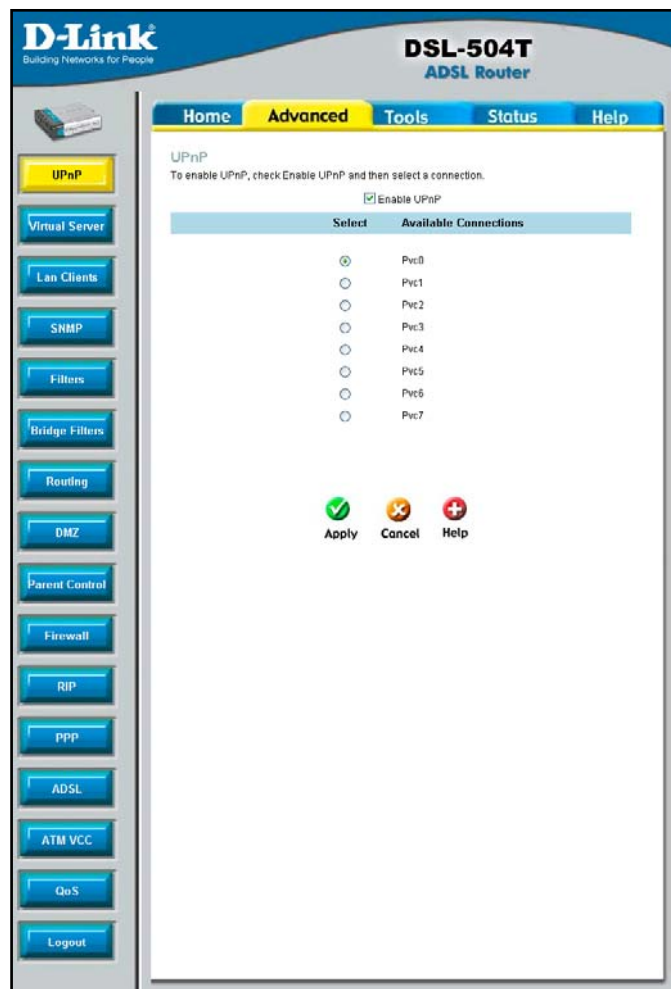 D-Link
Building Networks for People
DSL-504T
ADSL Router
Home Advanced Tools Status Help
UPnP
Virtual Server
Lan Clients
SNMP
Filters
Bridge Filters
Routing
DMZ
Parent Control
Firewall
RIP
PPP
ADSL
ATM VCC
QoS
Logout
UPnP
To enable UPnP, check Enable UPnP and then select a connection.
Enable UPnP
Select Available Connections
Pvc0
Pvc1
Pvc2
Pvc3
Pvc4
Pvc5
Pvc6
Pvc7
Apply Cancel Help